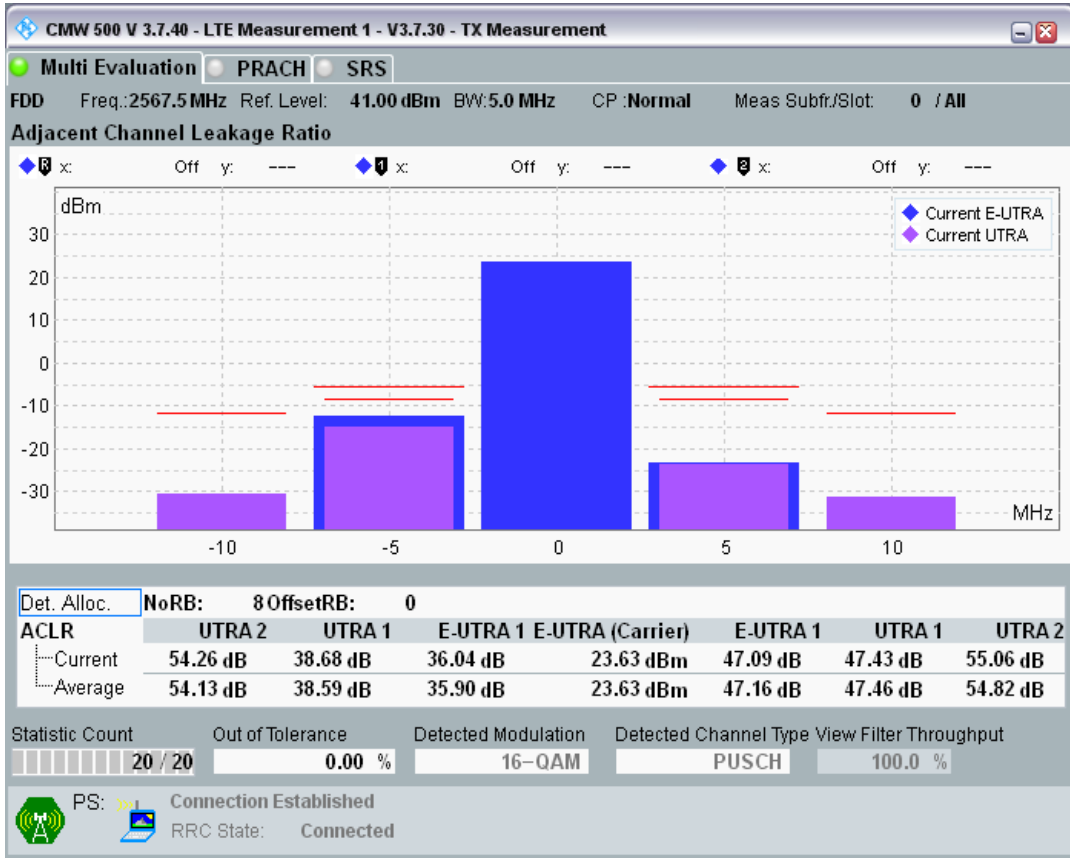 CMW 500 V 3.7.40 - LTE Measurement 1 - V3.7.30 - TX Measurement
Multi Evaluation PRACH SRS
FDD Freq.:2567.5 MHz Ref. Level: 41.00 dBm BW:5.0 MHz CP :Normal Meas Subfr./Slot: 0 / All
Adjacent Channel Leakage Ratio
R x: Off y: --- 1 x: Off y: --- 2 x: Off y: ---
dBm
Current E-UTRA
Current UTRA
30
20
10
0
-10
-20
-30
MHz
-10 -5 0 5 10
Det. Alloc. NoRB: 8 OffsetRB: 0
ACLR UTRA 2 UTRA 1 E-UTRA 1 E-UTRA (Carrier) E-UTRA 1 UTRA 1 UTRA 2
Current 54.26 dB 38.68 dB 36.04 dB 23.63 dBm 47.09 dB 47.43 dB 55.06 dB
Average 54.13 dB 38.59 dB 35.90 dB 23.63 dBm 47.16 dB 47.46 dB 54.82 dB
Statistic Count Out of Tolerance Detected Modulation Detected Channel Type View Filter Throughput
20 / 20 0.00 % 16-QAM PUSCH 100.0 %
PS: Connection Established
RRC State: Connected